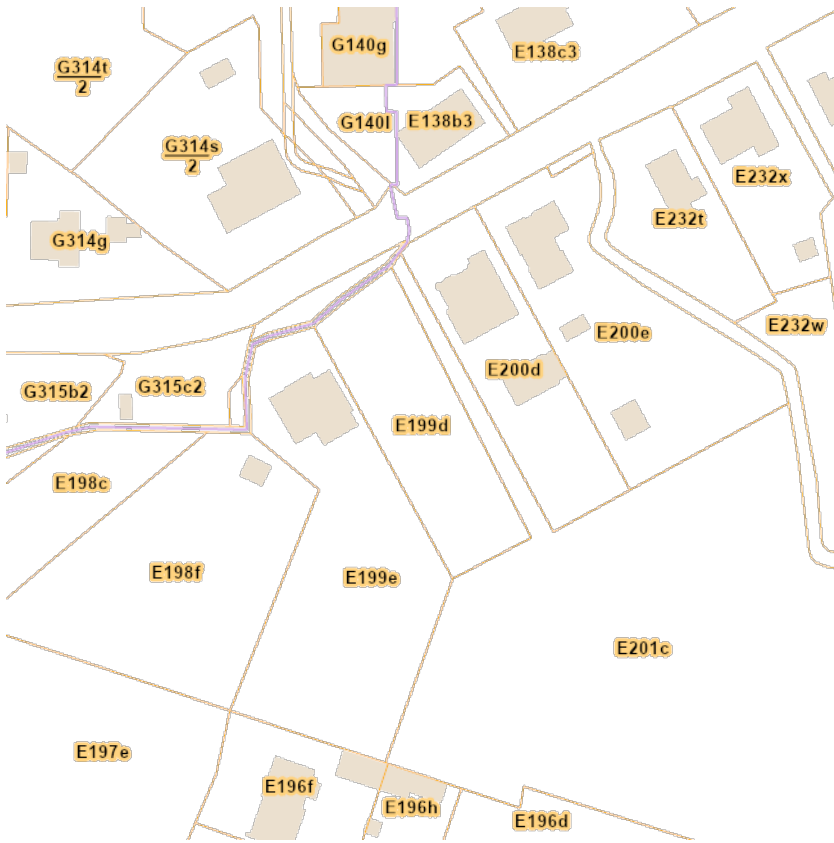 G140g
E138c3
G314t
2
G140l
E138b3
G314s
2
E232x
E232t
G314g
E232w
E200e
E200d
G315c2
G315b2
E199d
E198c
E198f
E199e
E201c
E197e
E196f
E196h
E196d